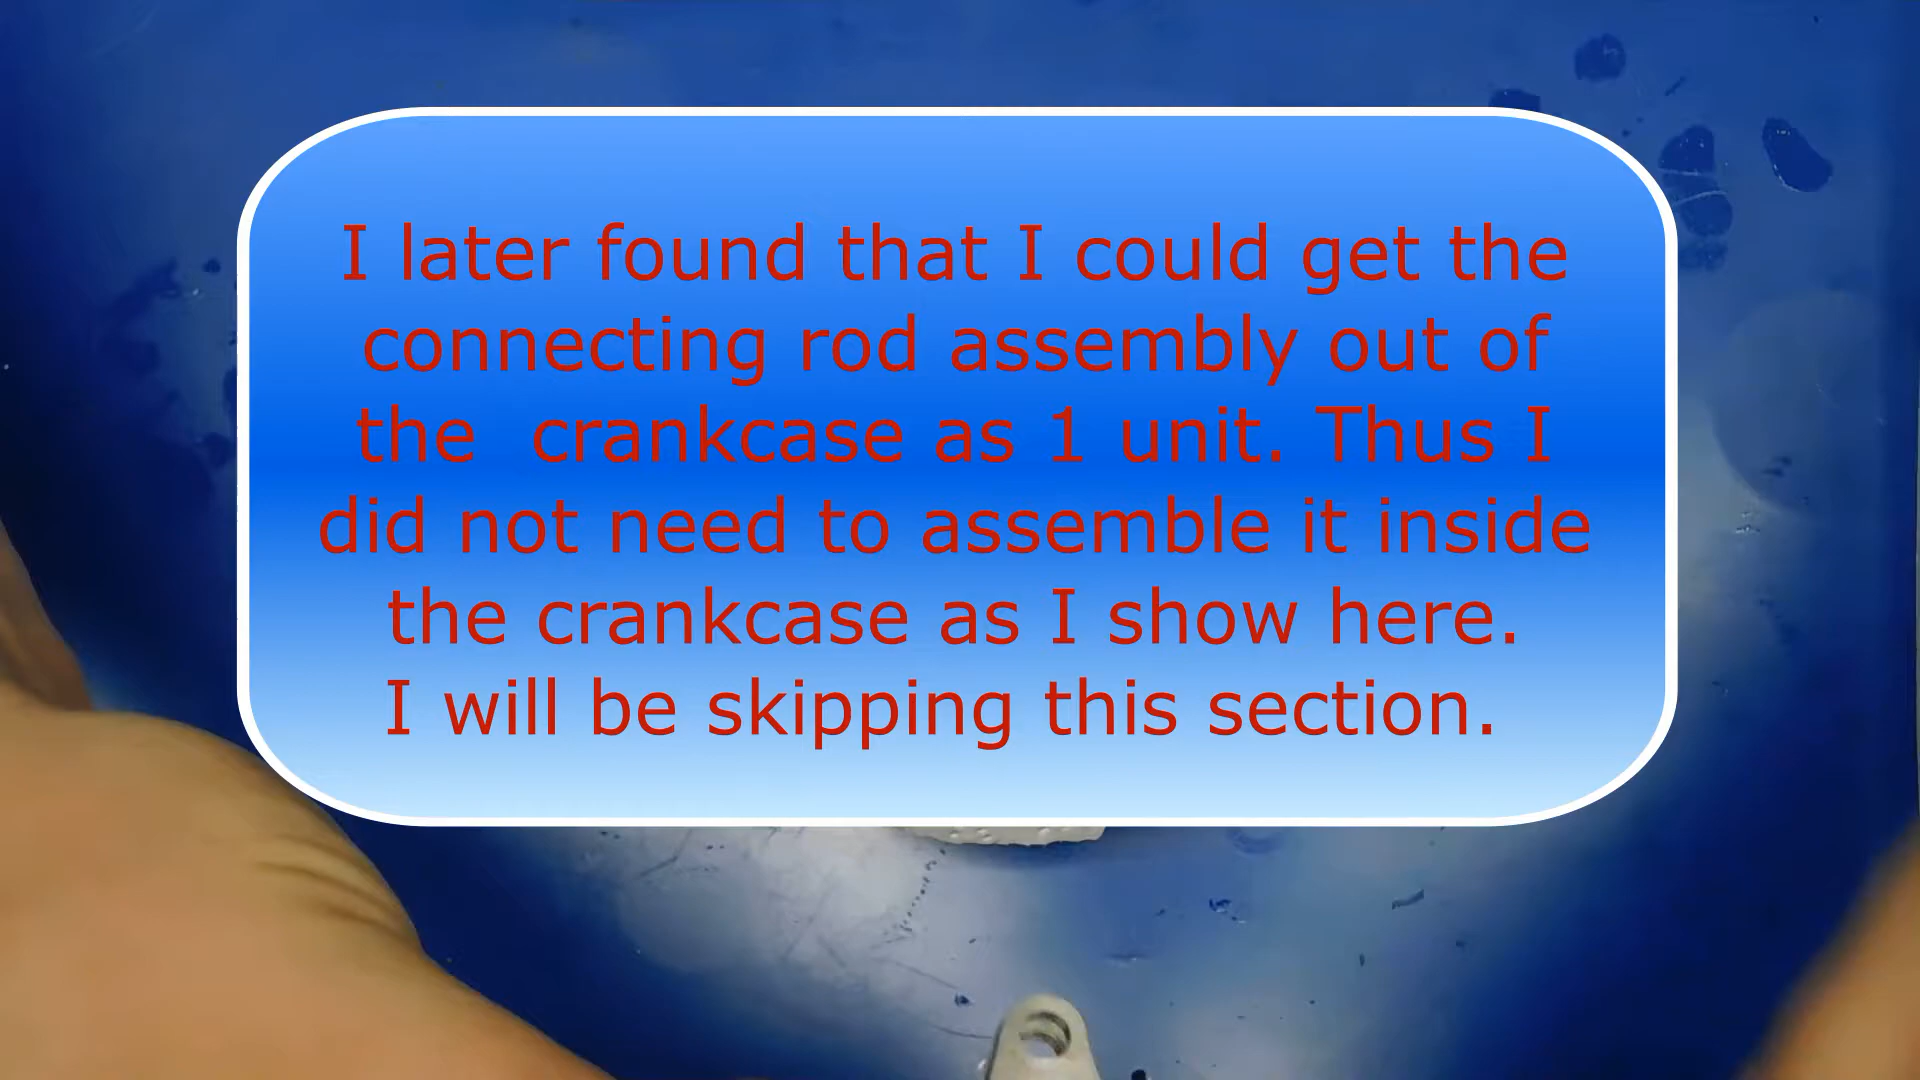 I later found that I could get the
connecting rod assembly out of
the  crankcase as 1 unit. Thus I
did not need to assemble it inside
the crankcase as I show here.
I will be skipping this section.